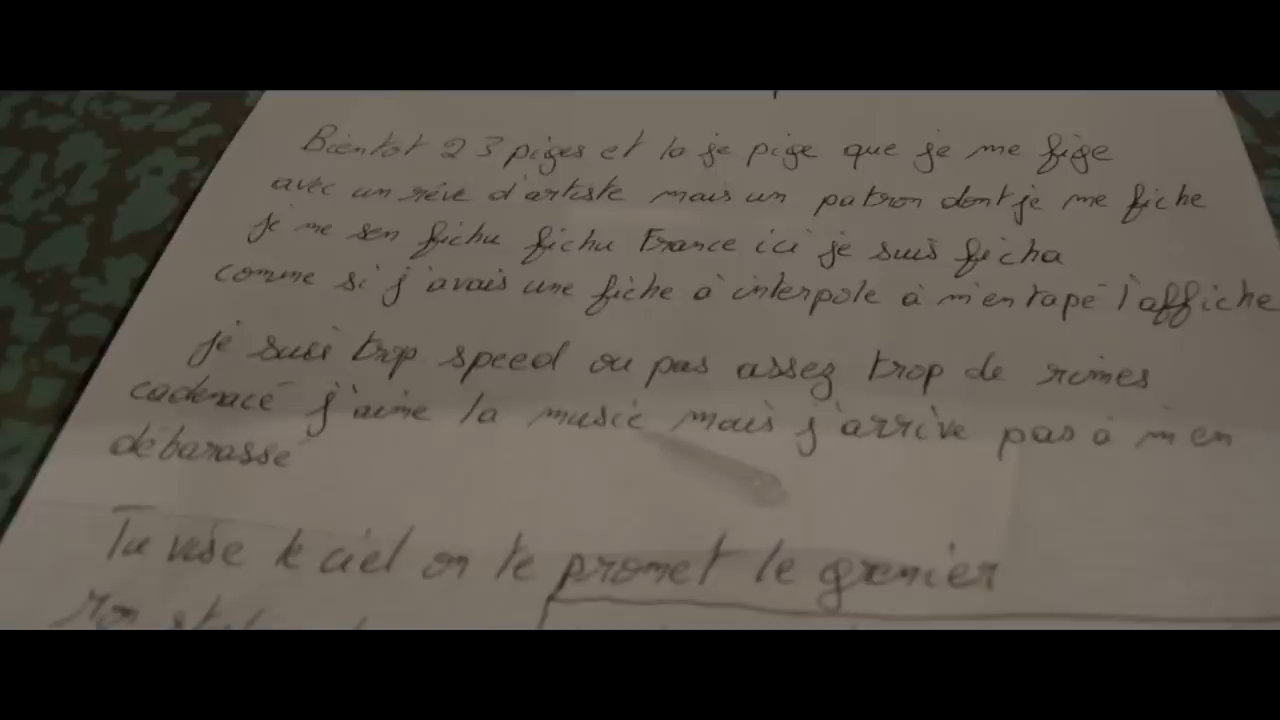 Bientot 23 piges et la je pige que je me fige
avec un rêve d'artiste mais un patron dont je me fiche
je me sen fichu fichu France ici je suis ficha
comme si j'avais une fiche à interpole à m'en tapé l'affiche
je suis trop speed ou pas assez trop de rimes
cadenacé j'aime la music mais j'arrive pas à m'en
débarassé
Tu vise le ciel on te promet le grenier